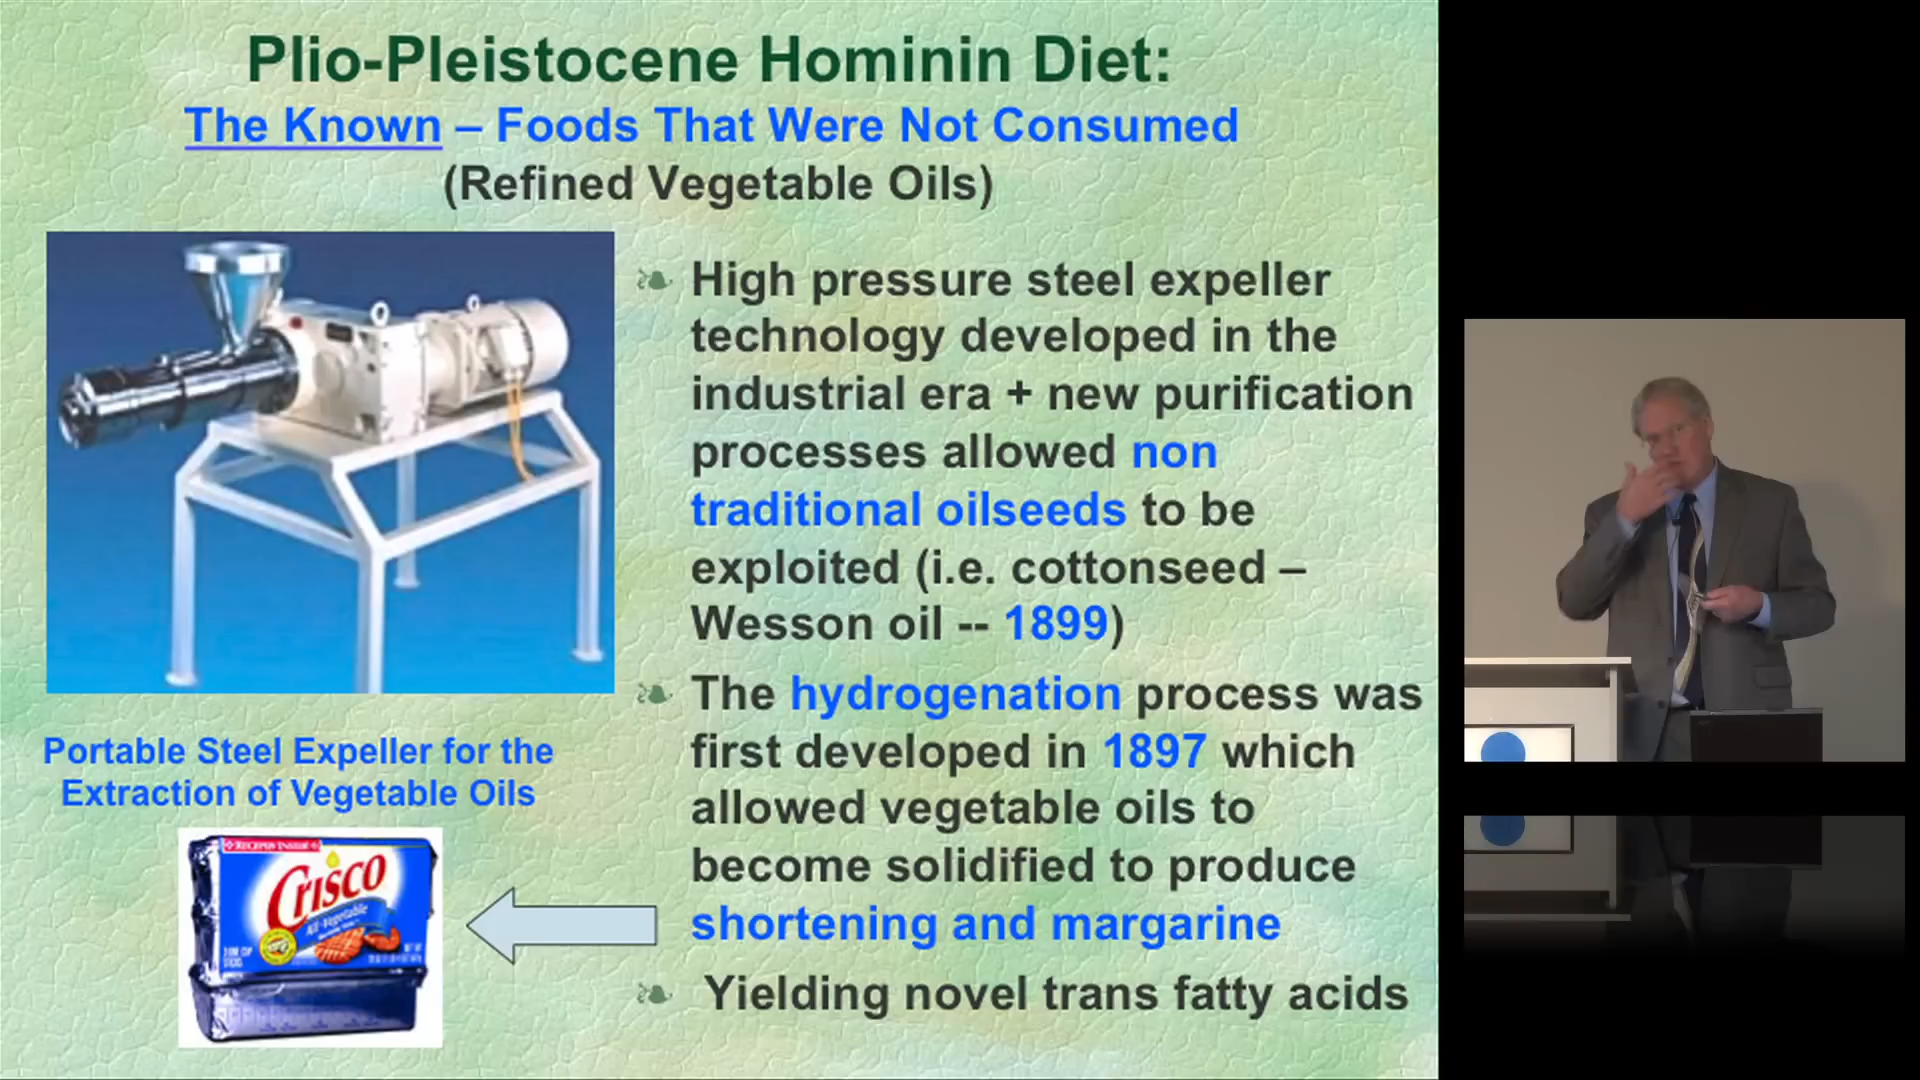 Plio-Pleistocene Hominin Diet:
The Known – Foods That Were Not Consumed
(Refined Vegetable Oils)
High pressure steel expeller
technology developed in the
industrial era + new purification
processes allowed non
traditional oilseeds to be
exploited (i.e. cottonseed –
Wesson oil -- 1899)
The hydrogenation process was
first developed in 1897 which
allowed vegetable oils to
become solidified to produce
shortening and margarine
Yielding novel trans fatty acids
Portable Steel Expeller for the
Extraction of Vegetable Oils
Crisco
All-Vegetable